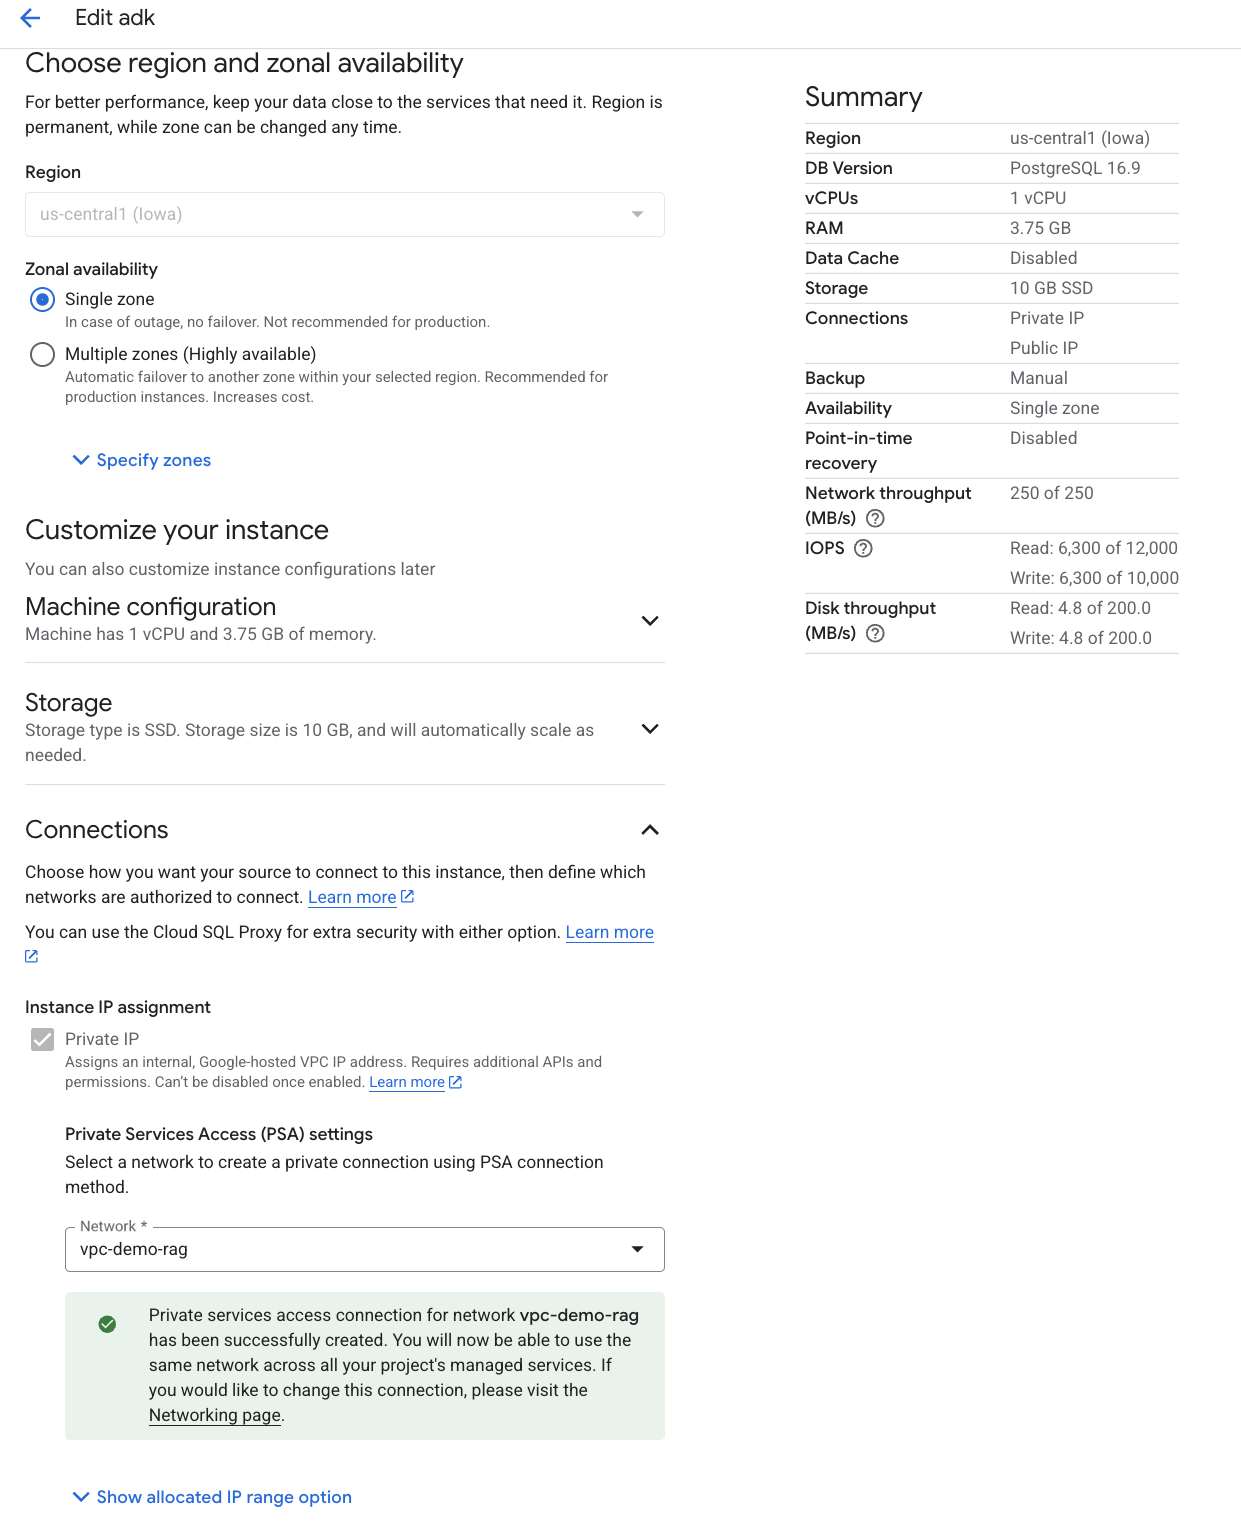 Edit adk
Choose region and zonal availability
For better performance, keep your data close to the services that need it. Region is
permanent, while zone can be changed any time.
Region
us-central1 (Iowa)
Zonal availability
Single zone
In case of outage, no failover. Not recommended for production.
Multiple zones (Highly available)
Automatic failover to another zone within your selected region. Recommended for
production instances. Increases cost.
Specify zones
Customize your instance
You can also customize instance configurations later
Machine configuration
Machine has 1 vCPU and 3.75 GB of memory.
Storage
Storage type is SSD. Storage size is 10 GB, and will automatically scale as
needed.
Connections
Choose how you want your source to connect to this instance, then define which
networks are authorized to connect. Learn more
You can use the Cloud SQL Proxy for extra security with either option. Learn more
Instance IP assignment
Private IP
Assigns an internal, Google-hosted VPC IP address. Requires additional APIs and
permissions. Can't be disabled once enabled. Learn more
Private Services Access (PSA) settings
Select a network to create a private connection using PSA connection
method.
Network *
vpc-demo-rag
Private services access connection for network vpc-demo-rag
has been successfully created. You will now be able to use the
same network across all your project's managed services. If
you would like to change this connection, please visit the
Networking page.
Show allocated IP range option
Summary
Region us-central1 (Iowa)
DB Version PostgreSQL 16.9
vCPUs 1 vCPU
RAM 3.75 GB
Data Cache Disabled
Storage 10 GB SSD
Connections Private IP
Public IP
Backup Manual
Availability Single zone
Point-in-time Disabled
recovery
Network throughput 250 of 250
(MB/s)
IOPS Read: 6,300 of 12,000
Write: 6,300 of 10,000
Disk throughput Read: 4.8 of 200.0
(MB/s) Write: 4.8 of 200.0